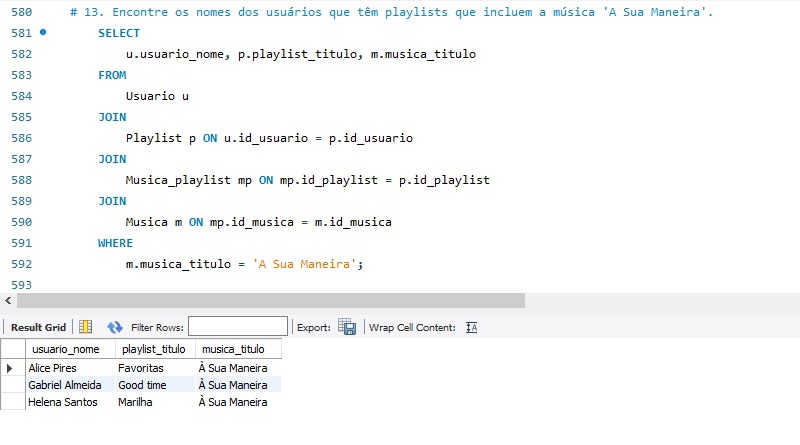 580 # 13. Encontre os nomes dos usuários que têm playlists que incluem a música 'A Sua Maneira'.
581 SELECT
582 u.usuario_nome, p.playlist_titulo, m.musica_titulo
583 FROM
584 Usuario u
585 JOIN
586 Playlist p ON u.id_usuario = p.id_usuario
587 JOIN
588 Musica_playlist mp ON mp.id_playlist = p.id_playlist
589 JOIN
590 Musica m ON mp.id_musica = m.id_musica
591 WHERE
592 m.musica_titulo = 'A Sua Maneira';
593
Result Grid Filter Rows: Export: Wrap Cell Content:
usuario_nome playlist_titulo musica_titulo
Alice Pires Favoritas À Sua Maneira
Gabriel Almeida Good time À Sua Maneira
Helena Santos Marilha À Sua Maneira